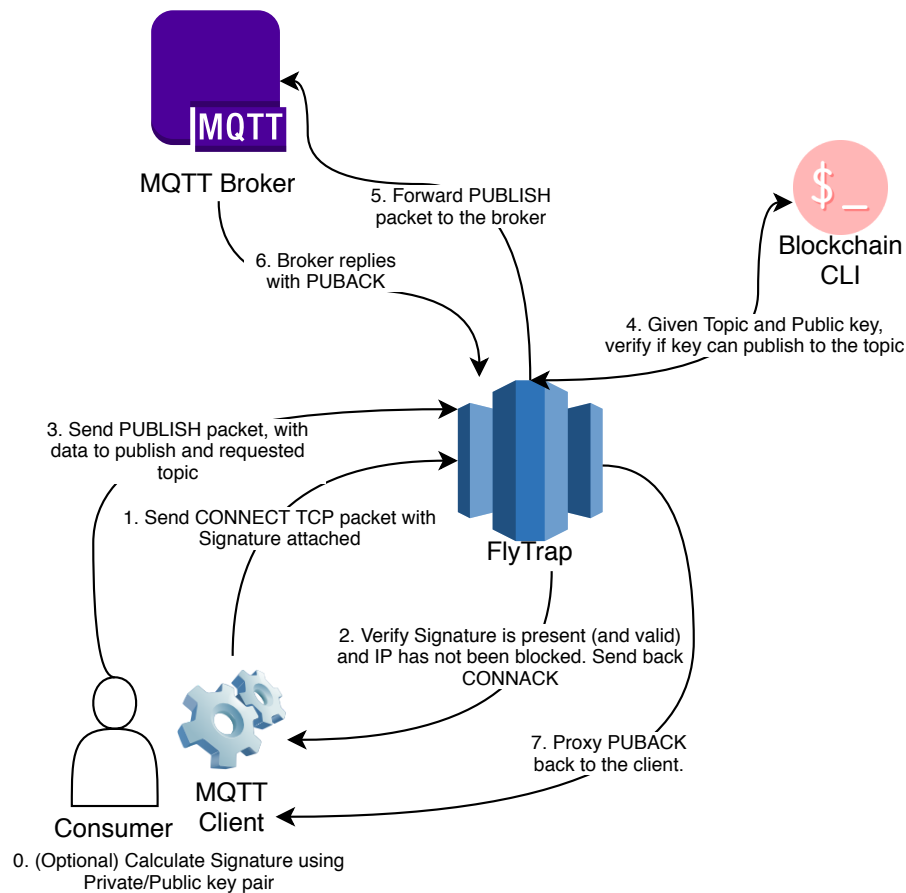 MQTT
MQTT Broker
5. Forward PUBLISH
packet to the broker
$_
Blockchain
CLI
6. Broker replies
with PUBACK
4. Given Topic and Public key,
verify if key can publish to the topic
3. Send PUBLISH packet, with
data to publish and requested
topic
1. Send CONNECT TCP packet with
Signature attached
FlyTrap
2. Verify Signature is present (and valid)
and IP has not been blocked. Send back
CONNACK
7. Proxy PUBACK
back to the client.
MQTT
Client
Consumer
0. (Optional) Calculate Signature using
Private/Public key pair